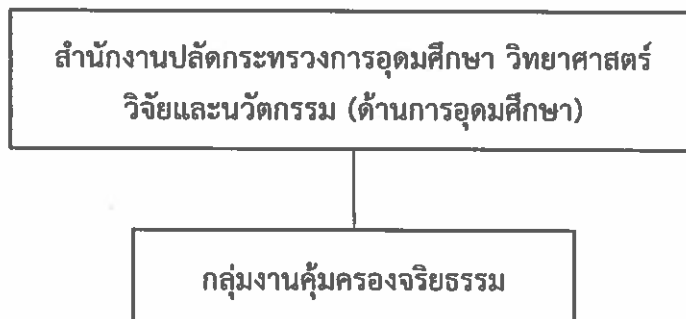 สำนักงานปลัดกระทรวงการอุดมศึกษา วิทยาศาสตร์
วิจัยและนวัตกรรม (ด้านการอุดมศึกษา)
กลุ่มงานคุ้มครองจริยธรรม